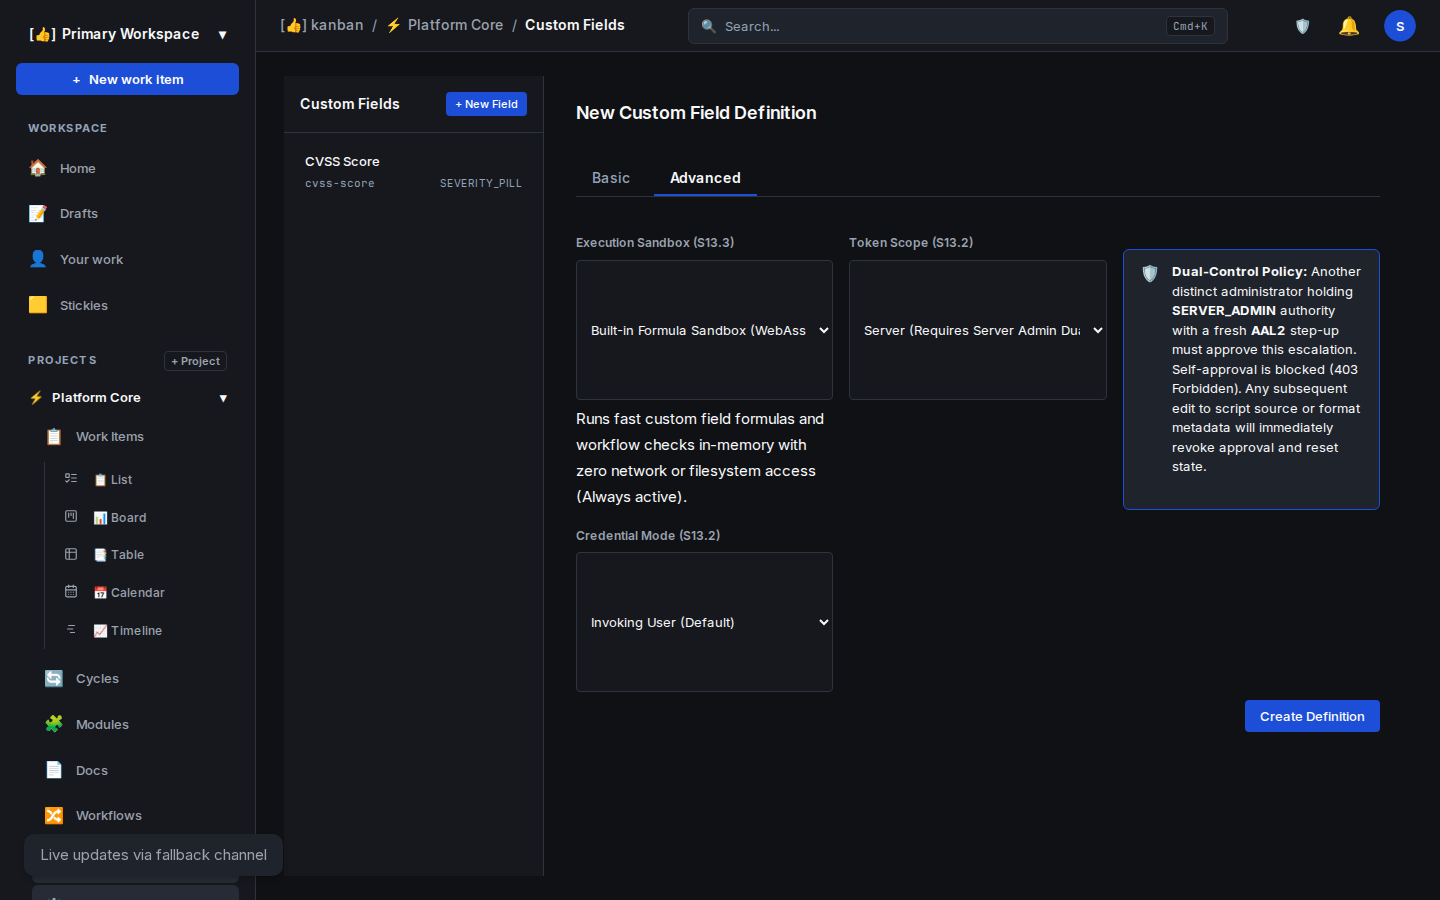 [👍] Primary Workspace ▼
+ New work item
WORKSPACE
🏠 Home
📝 Drafts
👤 Your work
🟨 Stickies
PROJECTS
+ Project
⚡ Platform Core ▼
📋 Work Items
📋 List
📊 Board
📑 Table
📅 Calendar
📈 Timeline
🔄 Cycles
🧩 Modules
📄 Docs
🔀 Workflows
Live updates via fallback channel
[👍] kanban / ⚡ Platform Core / Custom Fields
🔍 Search...
Cmd+K
S
Custom Fields
+ New Field
CVSS Score
cvss-score SEVERITY_PILL
New Custom Field Definition
Basic
Advanced
Execution Sandbox (S13.3)
Built-in Formula Sandbox (WebAss
Runs fast custom field formulas and
workflow checks in-memory with
zero network or filesystem access
(Always active).
Token Scope (S13.2)
Server (Requires Server Admin Dua
🛡️ Dual-Control Policy: Another
distinct administrator holding
SERVER_ADMIN authority
with a fresh AAL2 step-up
must approve this escalation.
Self-approval is blocked (403
Forbidden). Any subsequent
edit to script source or format
metadata will immediately
revoke approval and reset
state.
Credential Mode (S13.2)
Invoking User (Default)
Create Definition